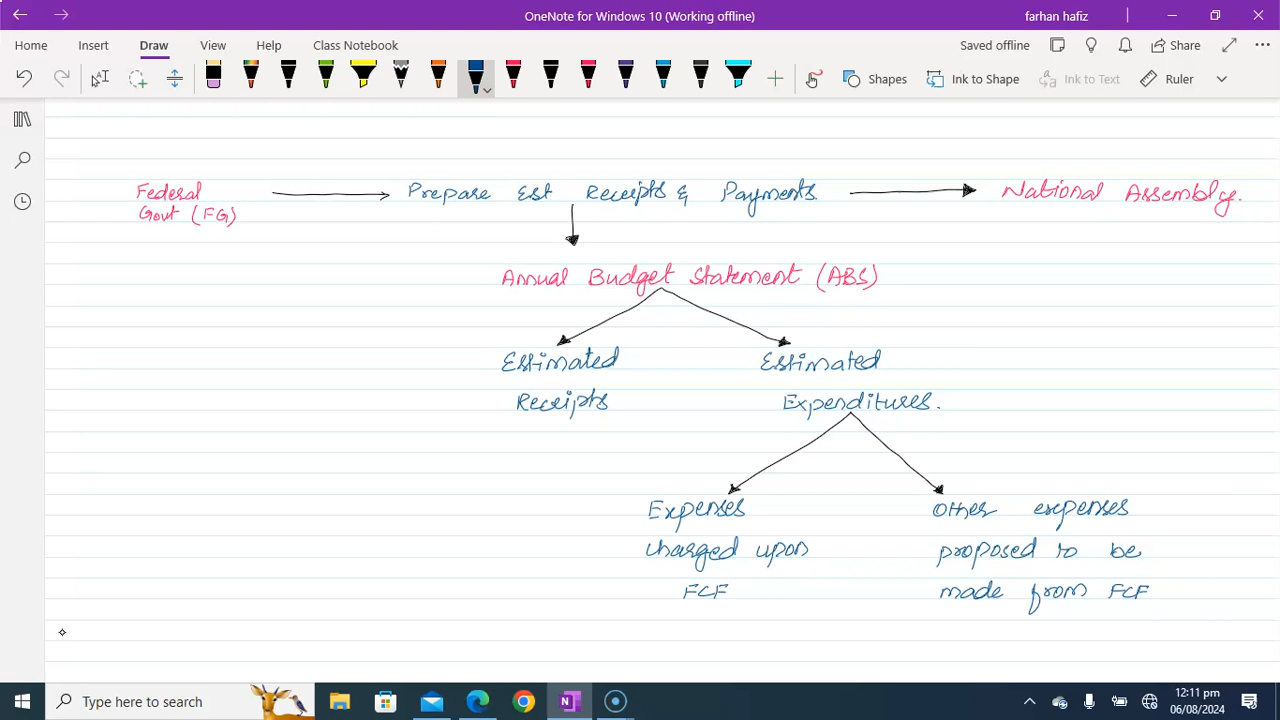 OneNote for Windows 10 (Working offline)
farhan hafiz
Home Insert Draw View Help Class Notebook
Saved offline
Share
Shapes
Ink to Shape
Ink to Text
Ruler
Federal
Govt (FG)
Prepare Est Receipts & Payments.
National Assembly.
Annual Budget Statement (ABS)
Estimated
Receipts
Estimated
Expenditures.
Expenses
charged upon
FCF
Other expenses
proposed to be
made from FCF
Type here to search
12:11 pm
06/08/2024